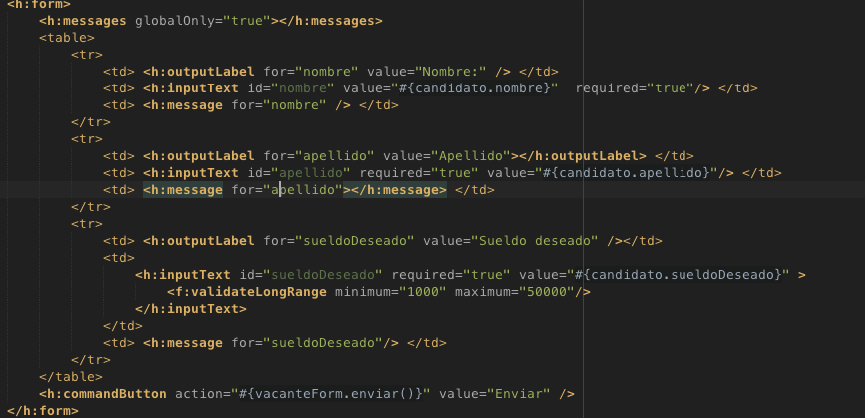 <h:form>
<h:messages globalOnly="true"></h:messages>
<table>
<tr>
<td> <h:outputLabel for="nombre" value="Nombre:" /> </td>
<td> <h:inputText id="nombre" value="#{candidato.nombre}"  required="true"/> </td>
<td> <h:message for="nombre" /> </td>
</tr>
<tr>
<td> <h:outputLabel for="apellido" value="Apellido"></h:outputLabel> </td>
<td> <h:inputText id="apellido" required="true" value="#{candidato.apellido}"/> </td>
<td> <h:message for="apellido"></h:message> </td>
</tr>
<tr>
<td> <h:outputLabel for="sueldoDeseado" value="Sueldo deseado" /></td>
<td>
<h:inputText id="sueldoDeseado" required="true" value="#{candidato.sueldoDeseado}" >
<f:validateLongRange minimum="1000" maximum="50000"/>
</h:inputText>
</td>
<td> <h:message for="sueldoDeseado"/> </td>
</tr>
</table>
<h:commandButton action="#{vacanteForm.enviar()}" value="Enviar" />
</h:form>